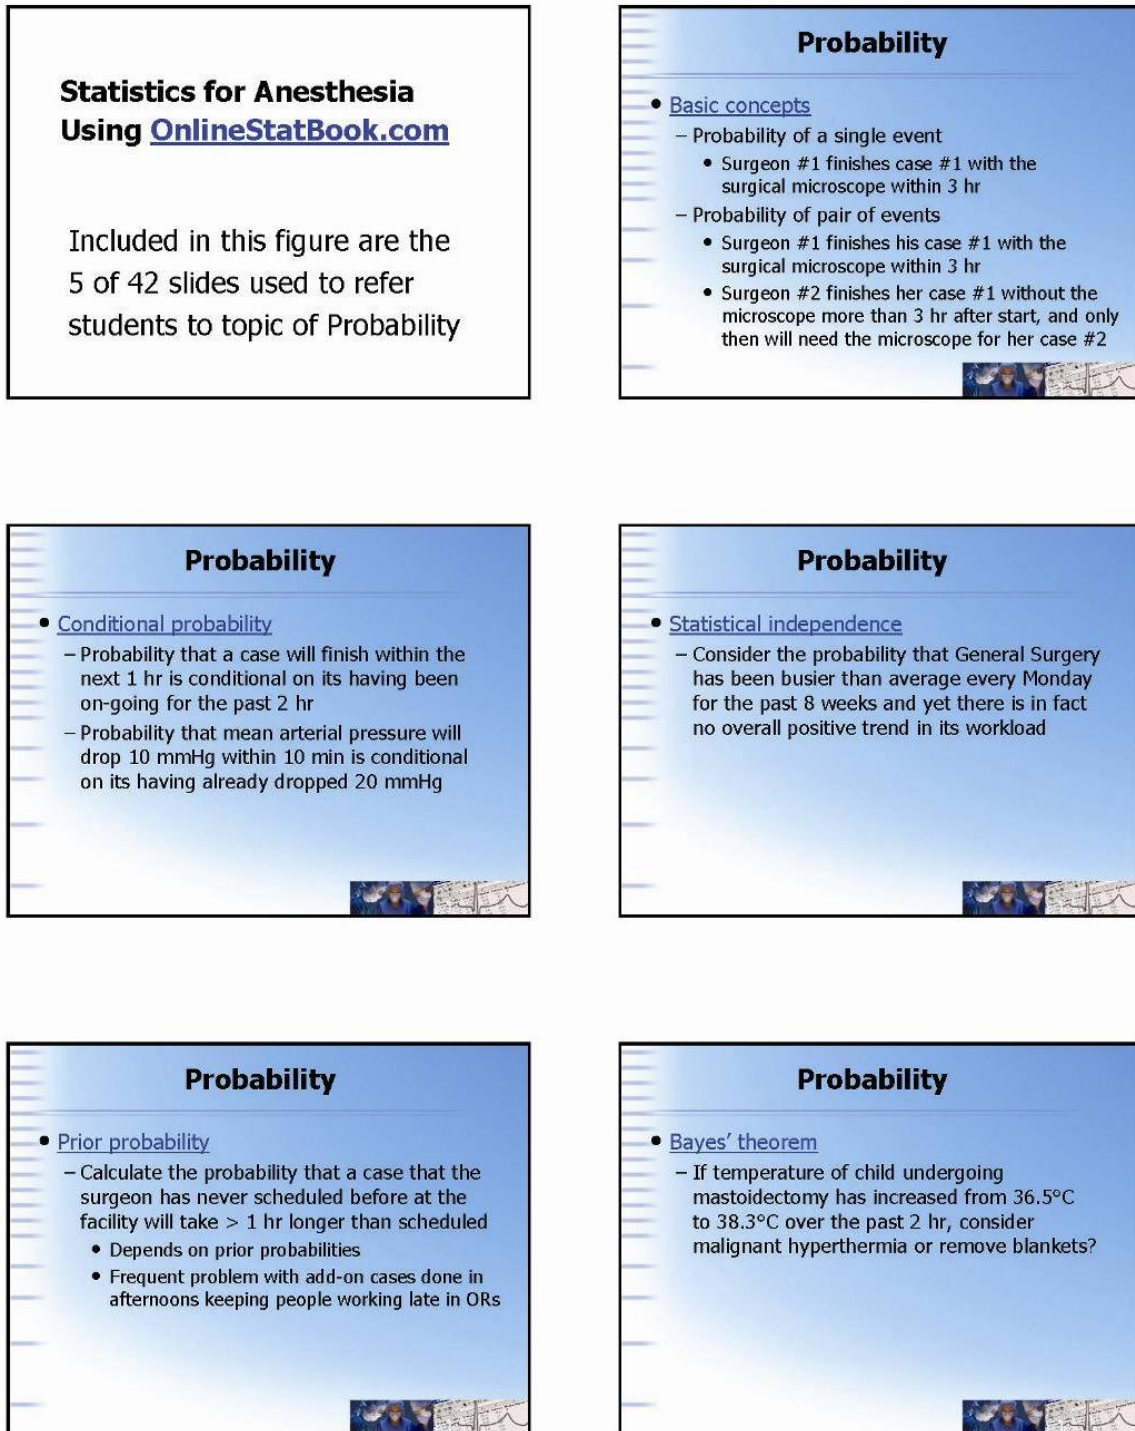 Statistics for Anesthesia
Using OnlineStatBook.com
Included in this figure are the
5 of 42 slides used to refer
students to topic of Probability
Probability
• Basic concepts
– Probability of a single event
• Surgeon #1 finishes case #1 with the
surgical microscope within 3 hr
– Probability of pair of events
• Surgeon #1 finishes his case #1 with the
surgical microscope within 3 hr
• Surgeon #2 finishes her case #1 without the
microscope more than 3 hr after start, and only
then will need the microscope for her case #2
Probability
• Conditional probability
– Probability that a case will finish within the
next 1 hr is conditional on its having been
on-going for the past 2 hr
– Probability that mean arterial pressure will
drop 10 mmHg within 10 min is conditional
on its having already dropped 20 mmHg
Probability
• Statistical independence
– Consider the probability that General Surgery
has been busier than average every Monday
for the past 8 weeks and yet there is in fact
no overall positive trend in its workload
Probability
• Prior probability
– Calculate the probability that a case that the
surgeon has never scheduled before at the
facility will take > 1 hr longer than scheduled
• Depends on prior probabilities
• Frequent problem with add-on cases done in
afternoons keeping people working late in ORs
Probability
• Bayes’ theorem
– If temperature of child undergoing
mastoidectomy has increased from 36.5°C
to 38.3°C over the past 2 hr, consider
malignant hyperthermia or remove blankets?